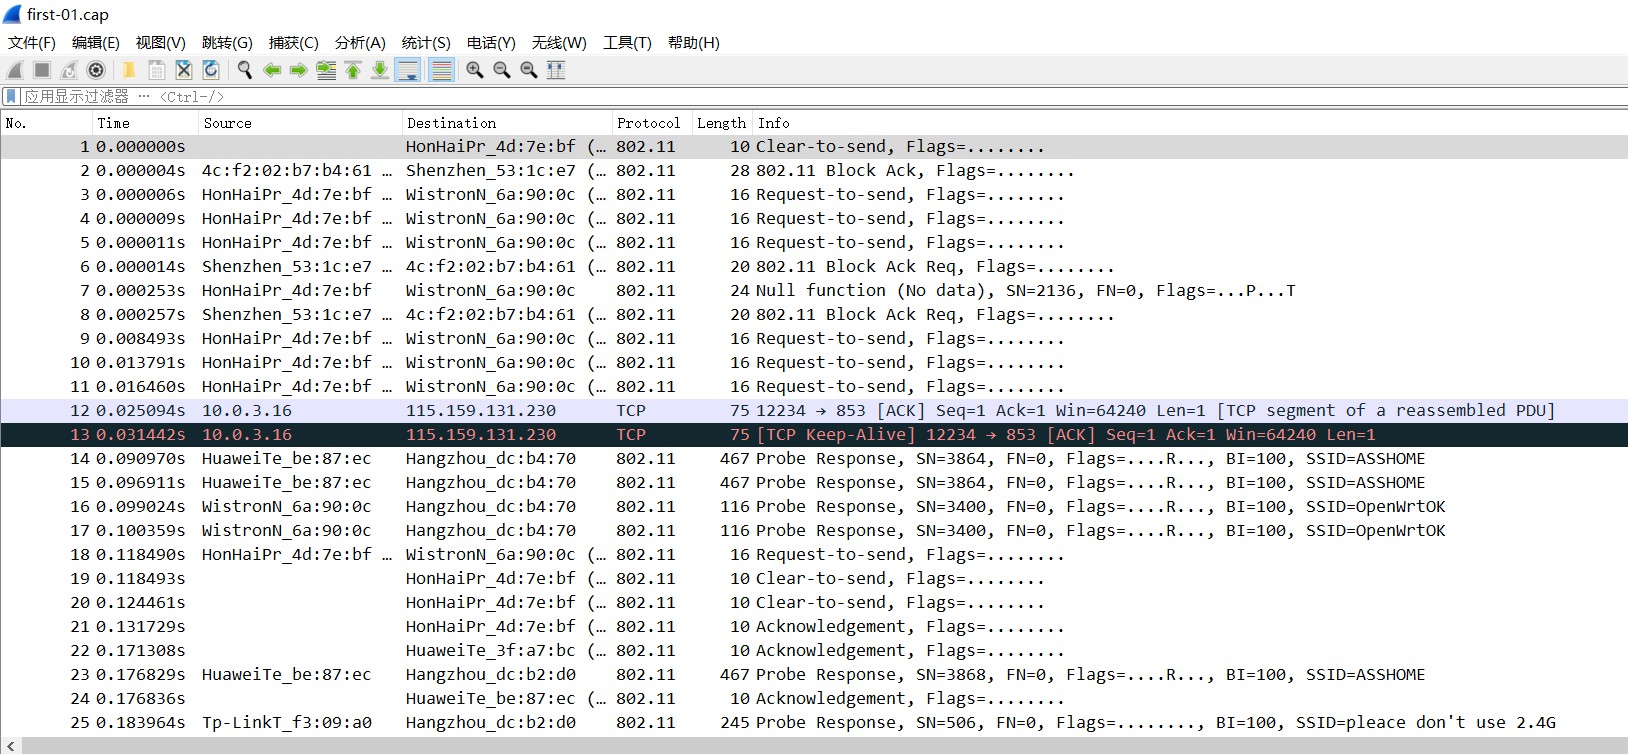 first-01.cap
文件(F) 编辑(E) 视图(V) 跳转(G) 捕获(C) 分析(A) 统计(S) 电话(Y) 无线(W) 工具(T) 帮助(H)
应用显示过滤器 … <Ctrl-/>
No. Time Source Destination Protocol Length Info
1 0.000000s HonHaiPr_4d:7e:bf (… 802.11 10 Clear-to-send, Flags=........
2 0.000004s 4c:f2:02:b7:b4:61 … Shenzhen_53:1c:e7 (… 802.11 28 802.11 Block Ack, Flags=........
3 0.000006s HonHaiPr_4d:7e:bf … WistronN_6a:90:0c (… 802.11 16 Request-to-send, Flags=........
4 0.000009s HonHaiPr_4d:7e:bf … WistronN_6a:90:0c (… 802.11 16 Request-to-send, Flags=........
5 0.000011s HonHaiPr_4d:7e:bf … WistronN_6a:90:0c (… 802.11 16 Request-to-send, Flags=........
6 0.000014s Shenzhen_53:1c:e7 … 4c:f2:02:b7:b4:61 (… 802.11 20 802.11 Block Ack Req, Flags=........
7 0.000253s HonHaiPr_4d:7e:bf WistronN_6a:90:0c 802.11 24 Null function (No data), SN=2136, FN=0, Flags=...P...T
8 0.000257s Shenzhen_53:1c:e7 … 4c:f2:02:b7:b4:61 (… 802.11 20 802.11 Block Ack Req, Flags=........
9 0.008493s HonHaiPr_4d:7e:bf … WistronN_6a:90:0c (… 802.11 16 Request-to-send, Flags=........
10 0.013791s HonHaiPr_4d:7e:bf … WistronN_6a:90:0c (… 802.11 16 Request-to-send, Flags=........
11 0.016460s HonHaiPr_4d:7e:bf … WistronN_6a:90:0c (… 802.11 16 Request-to-send, Flags=........
12 0.025094s 10.0.3.16 115.159.131.230 TCP 75 12234 → 853 [ACK] Seq=1 Ack=1 Win=64240 Len=1 [TCP segment of a reassembled PDU]
13 0.031442s 10.0.3.16 115.159.131.230 TCP 75 [TCP Keep-Alive] 12234 → 853 [ACK] Seq=1 Ack=1 Win=64240 Len=1
14 0.090970s HuaweiTe_be:87:ec Hangzhou_dc:b4:70 802.11 467 Probe Response, SN=3864, FN=0, Flags=....R..., BI=100, SSID=ASSHOME
15 0.096911s HuaweiTe_be:87:ec Hangzhou_dc:b4:70 802.11 467 Probe Response, SN=3864, FN=0, Flags=....R..., BI=100, SSID=ASSHOME
16 0.099024s WistronN_6a:90:0c Hangzhou_dc:b4:70 802.11 116 Probe Response, SN=3400, FN=0, Flags=....R..., BI=100, SSID=OpenWrtOK
17 0.100359s WistronN_6a:90:0c Hangzhou_dc:b4:70 802.11 116 Probe Response, SN=3400, FN=0, Flags=....R..., BI=100, SSID=OpenWrtOK
18 0.118490s HonHaiPr_4d:7e:bf … WistronN_6a:90:0c (… 802.11 16 Request-to-send, Flags=........
19 0.118493s HonHaiPr_4d:7e:bf (… 802.11 10 Clear-to-send, Flags=........
20 0.124461s HonHaiPr_4d:7e:bf (… 802.11 10 Clear-to-send, Flags=........
21 0.131729s HonHaiPr_4d:7e:bf (… 802.11 10 Acknowledgement, Flags=........
22 0.171308s HuaweiTe_3f:a7:bc (… 802.11 10 Acknowledgement, Flags=........
23 0.176829s HuaweiTe_be:87:ec Hangzhou_dc:b2:d0 802.11 467 Probe Response, SN=3868, FN=0, Flags=....R..., BI=100, SSID=ASSHOME
24 0.176836s HuaweiTe_be:87:ec (… 802.11 10 Acknowledgement, Flags=........
25 0.183964s Tp-LinkT_f3:09:a0 Hangzhou_dc:b2:d0 802.11 245 Probe Response, SN=506, FN=0, Flags=........, BI=100, SSID=pleace don't use 2.4G